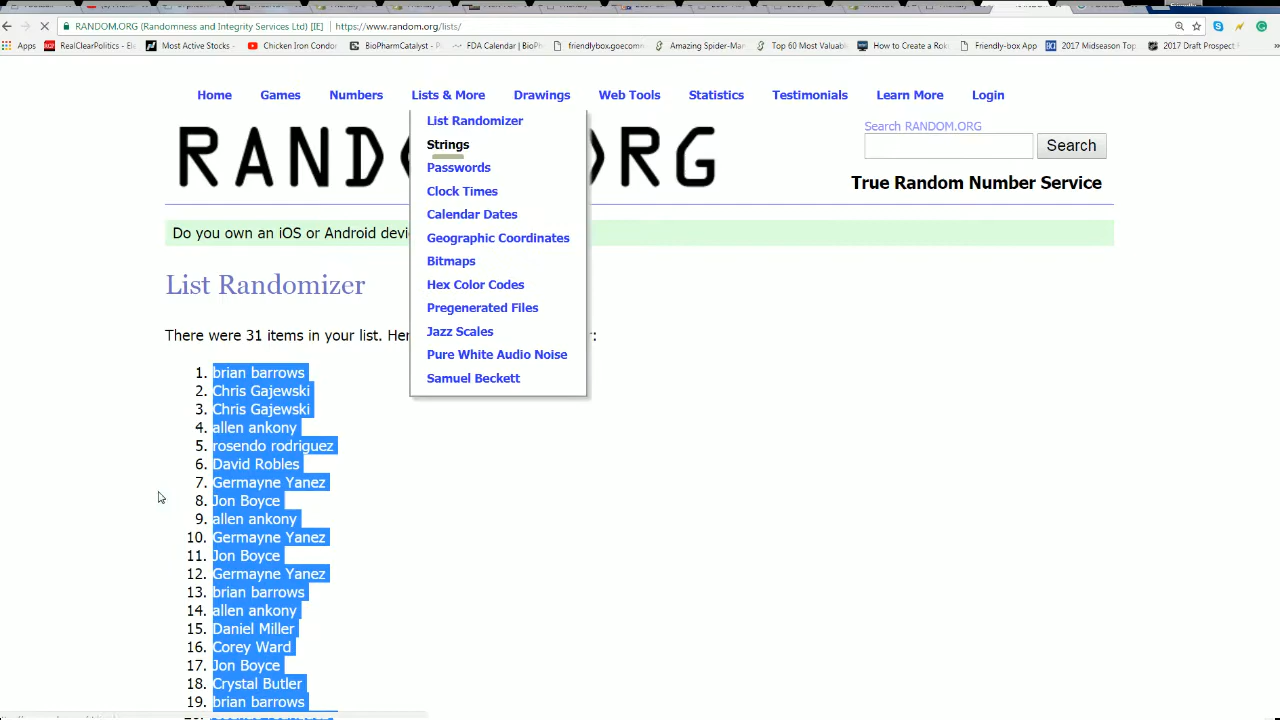 RANDOM.ORG (Randomness and Integrity Services Ltd) [IE] https://www.random.org/lists/
Apps RealClearPolitics - Ele Most Active Stocks - Chicken Iron Condor BioPharmCatalyst - P FDA Calendar | BioPh friendlybox.gocomm Amazing Spider-Mar Top 60 Most Valuabl How to Create a Rok Friendly-box App 2017 Midseason Top 2017 Draft Prospect
Home Games Numbers Lists & More Drawings Web Tools Statistics Testimonials Learn More Login
List Randomizer
Strings
Passwords
Clock Times
Calendar Dates
Geographic Coordinates
Bitmaps
Hex Color Codes
Pregenerated Files
Jazz Scales
Pure White Audio Noise
Samuel Beckett
Search RANDOM.ORG
Search
True Random Number Service
Do you own an iOS or Android
List Randomizer
There were 31 items in your list.
1. brian barrows
2. Chris Gajewski
3. Chris Gajewski
4. allen ankony
5. rosendo rodriguez
6. David Robles
7. Germayne Yanez
8. Jon Boyce
9. allen ankony
10. Germayne Yanez
11. Jon Boyce
12. Germayne Yanez
13. brian barrows
14. allen ankony
15. Daniel Miller
16. Corey Ward
17. Jon Boyce
18. Crystal Butler
19. brian barrows